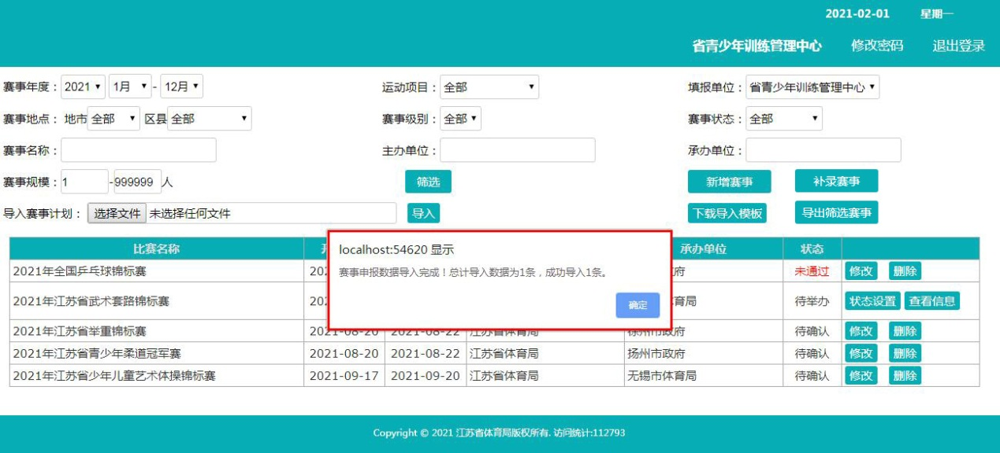 2021-02-01 星期一
省青少年训练管理中心 修改密码 退出登录
赛事年度： 2021 1月 - 12月 运动项目： 全部 填报单位： 省青少年训练管理中心
赛事地点： 地市 全部 区县 全部 赛事级别： 全部 赛事状态： 全部
赛事名称： 主办单位： 承办单位：
赛事规模： 1 -999999 人 筛选 新增赛事 补录赛事
导入赛事计划： 选择文件 未选择任何文件 导入 下载导入模板 导出筛选赛事
比赛名称 承办单位 状态
localhost:54620 显示
赛事申报数据导入完成！总计导入数据为1条，成功导入1条。
确定
2021年全国乒乓球锦标赛 202 府 未通过 修改 删除
2021年江苏省武术套路锦标赛 202 育局 待举办 状态设置 查看信息
2021年江苏省举重锦标赛 2021-08-20 2021-08-22 江苏省体育局 徐州市政府 待确认 修改 删除
2021年江苏省青少年柔道冠军赛 2021-08-20 2021-08-22 江苏省体育局 扬州市政府 待确认 修改 删除
2021年江苏省少年儿童艺术体操锦标赛 2021-09-17 2021-09-20 江苏省体育局 无锡市体育局 待确认 修改 删除
Copyright © 2021 江苏省体育局版权所有. 访问统计:112793